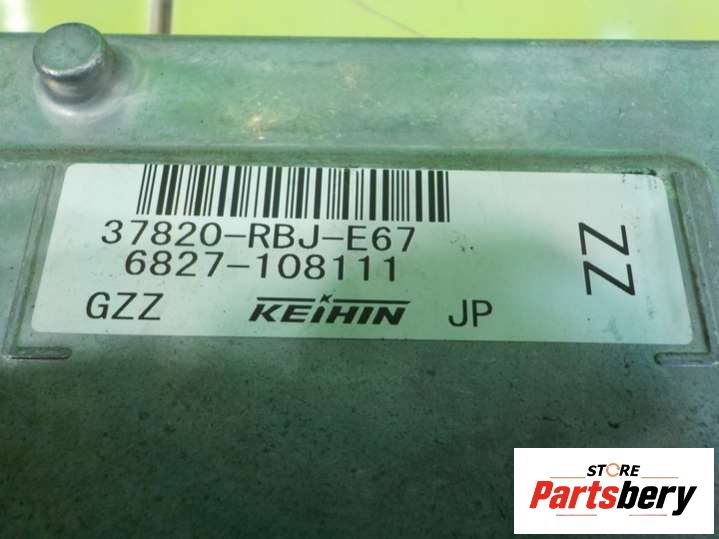 37820-RBJ-E67
6827-108111
GZZ KEIHIN JP
ZZ
STORE
Partsbery